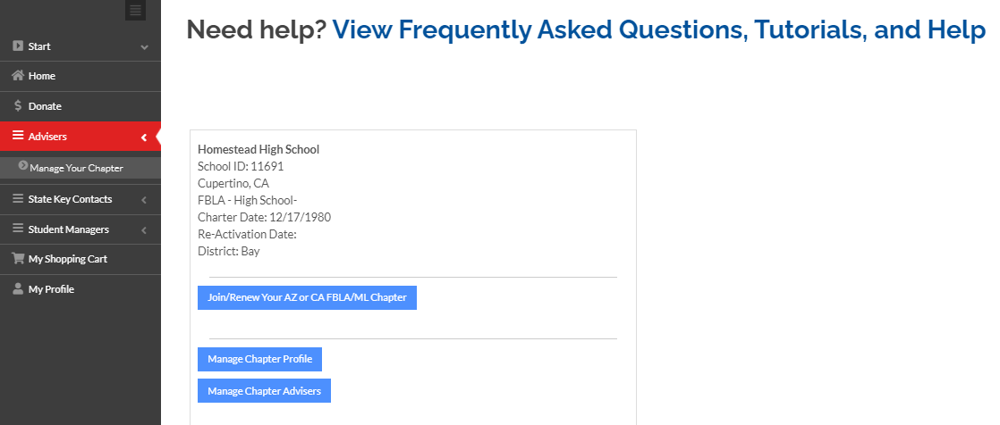 Need help? View Frequently Asked Questions, Tutorials, and Help
Start
Home
Donate
Advisers
Manage Your Chapter
State Key Contacts
Student Managers
My Shopping Cart
My Profile
Homestead High School
School ID: 11691
Cupertino, CA
FBLA - High School-
Charter Date: 12/17/1980
Re-Activation Date:
District: Bay
Join/Renew Your AZ or CA FBLA/ML Chapter
Manage Chapter Profile
Manage Chapter Advisers